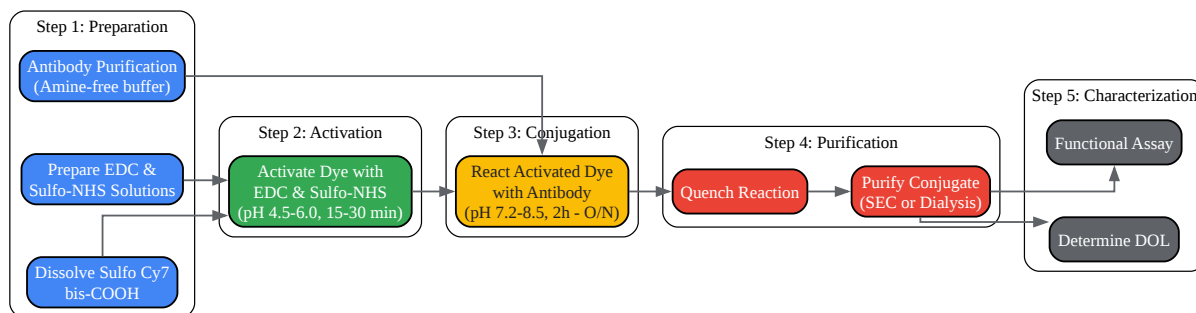 Step 1: Preparation
Antibody Purification
(Amine-free buffer)
Prepare EDC &
Sulfo-NHS Solutions
Dissolve Sulfo Cy7
bis-COOH
Step 2: Activation
Activate Dye with
EDC & Sulfo-NHS
(pH 4.5-6.0, 15-30 min)
Step 3: Conjugation
React Activated Dye
with Antibody
(pH 7.2-8.5, 2h - O/N)
Step 4: Purification
Quench Reaction
Purify Conjugate
(SEC or Dialysis)
Step 5: Characterization
Functional Assay
Determine DOL